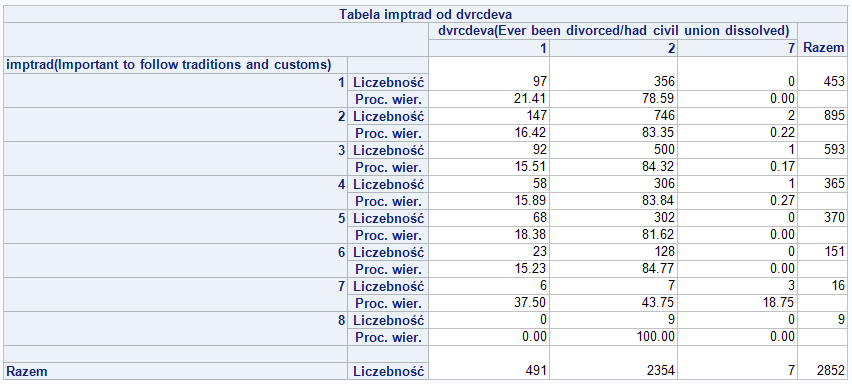 Tabela imptrad od dvrcdeva
dvrcdeva(Ever been divorced/had civil union dissolved)
1 2 7 Razem
imptrad(Important to follow traditions and customs)
1 Liczebność 97 356 0 453
Proc. wier. 21.41 78.59 0.00
2 Liczebność 147 746 2 895
Proc. wier. 16.42 83.35 0.22
3 Liczebność 92 500 1 593
Proc. wier. 15.51 84.32 0.17
4 Liczebność 58 306 1 365
Proc. wier. 15.89 83.84 0.27
5 Liczebność 68 302 0 370
Proc. wier. 18.38 81.62 0.00
6 Liczebność 23 128 0 151
Proc. wier. 15.23 84.77 0.00
7 Liczebność 6 7 3 16
Proc. wier. 37.50 43.75 18.75
8 Liczebność 0 9 0 9
Proc. wier. 0.00 100.00 0.00
Razem Liczebność 491 2354 7 2852